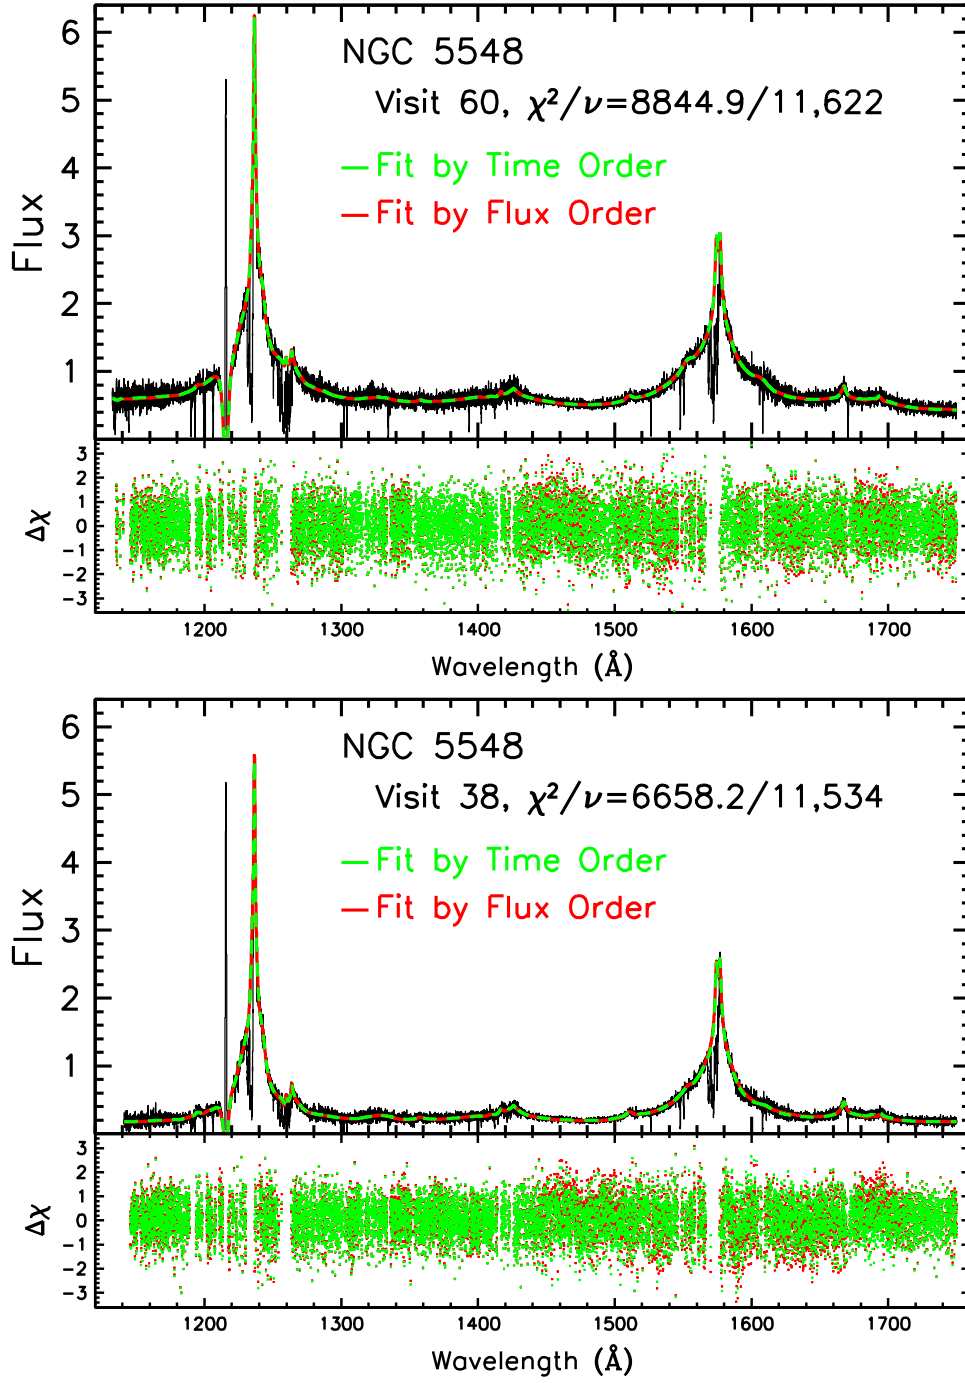 6
5
4
3
2
1
Flux
NGC 5548
Visit 60, χ²/ν=8844.9/11,622
Fit by Time Order
Fit by Flux Order
3
2
1
0
−1
−2
−3
Δχ
1200 1300 1400 1500 1600 1700
Wavelength (Å)
6
5
4
3
2
1
Flux
NGC 5548
Visit 38, χ²/ν=6658.2/11,534
Fit by Time Order
Fit by Flux Order
3
2
1
0
−1
−2
−3
Δχ
1200 1300 1400 1500 1600 1700
Wavelength (Å)